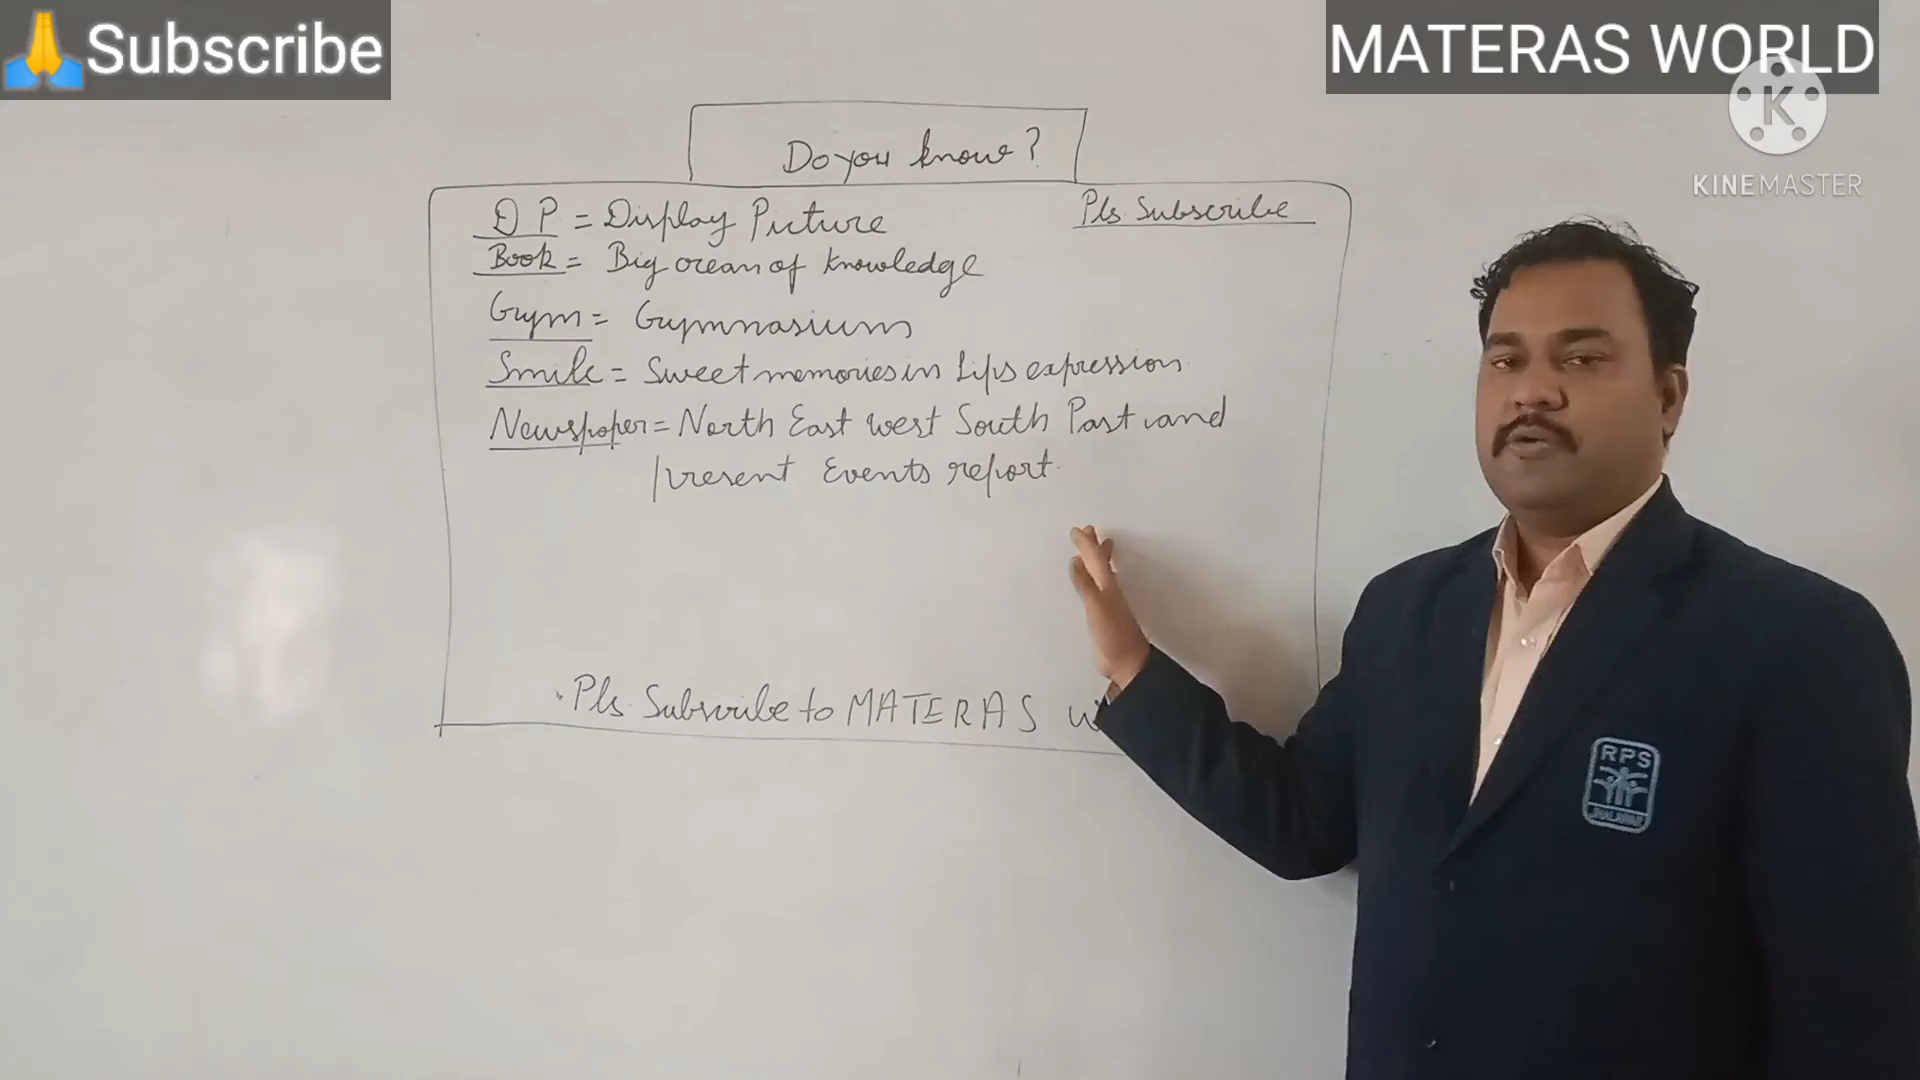 🙏Subscribe
MATERAS WORLD
K
KINEMASTER
Do you know?
Pls. Subscribe
DP = Display Picture
Book = Big ocean of knowledge
Gym = Gymnasium
Smile = Sweet memories in Lips expression.
Newspaper = North East west South Past and
Present Events report.
Pls. Subscribe to MATERAS
RPS